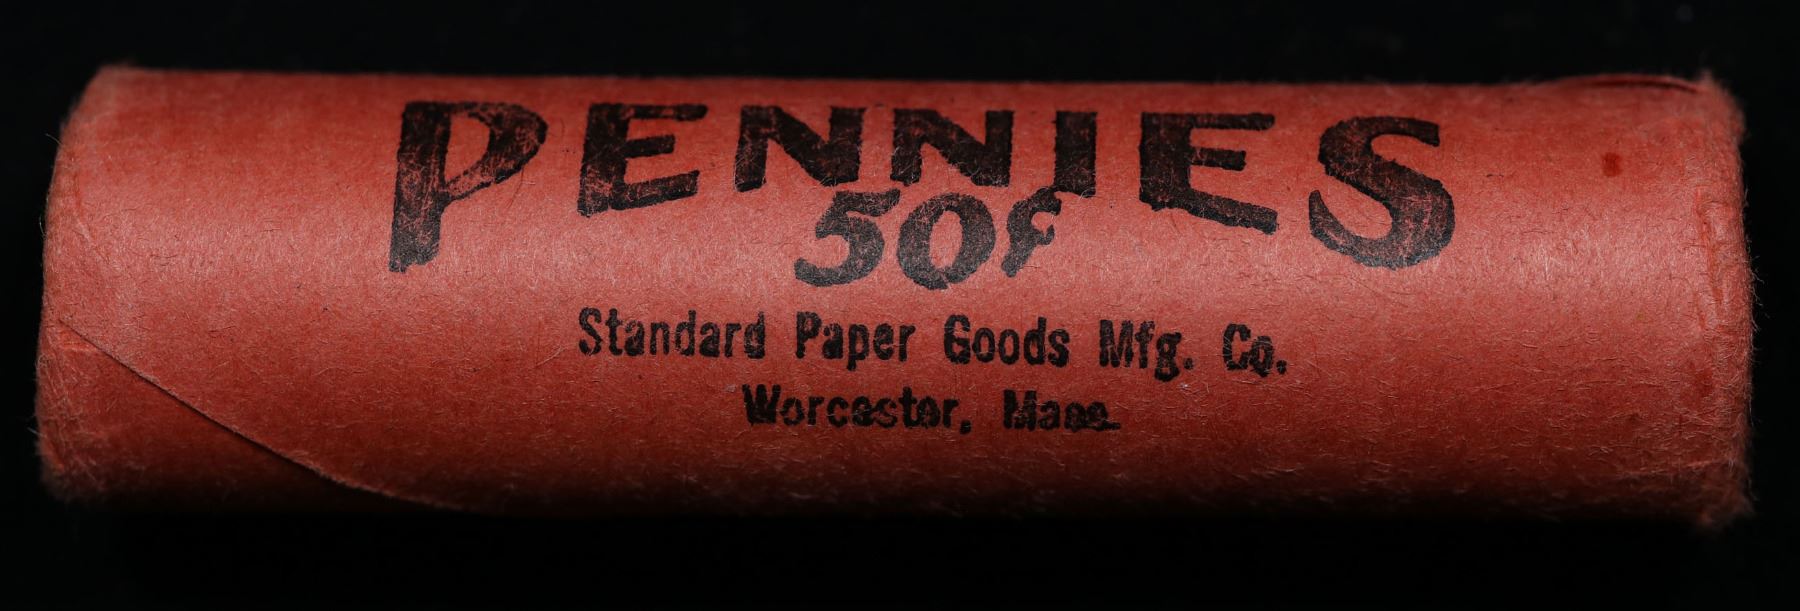 PENNIES
50¢
Standard Paper Goods Mfg. Co.
Worcester, Mass.